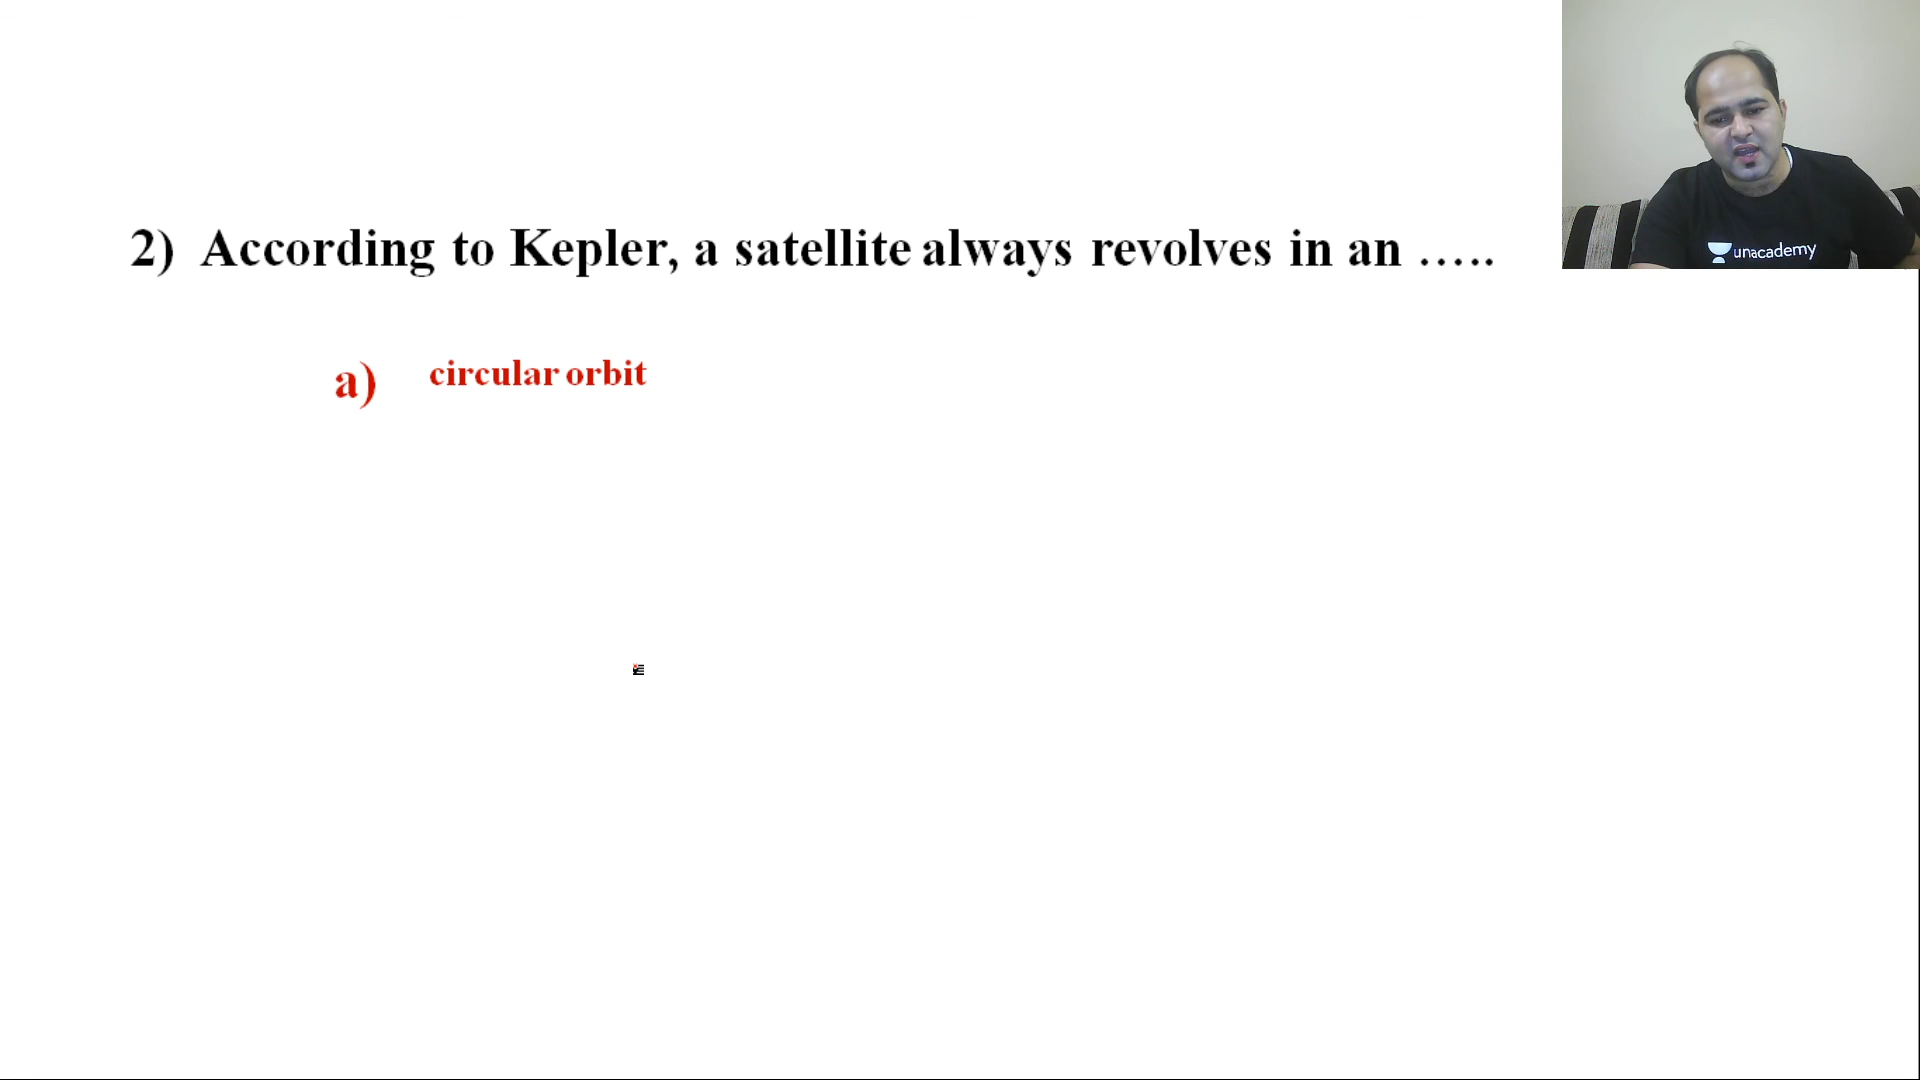 2) According to Kepler, a satellite always revolves in an .....
a) circular orbit
unacademy